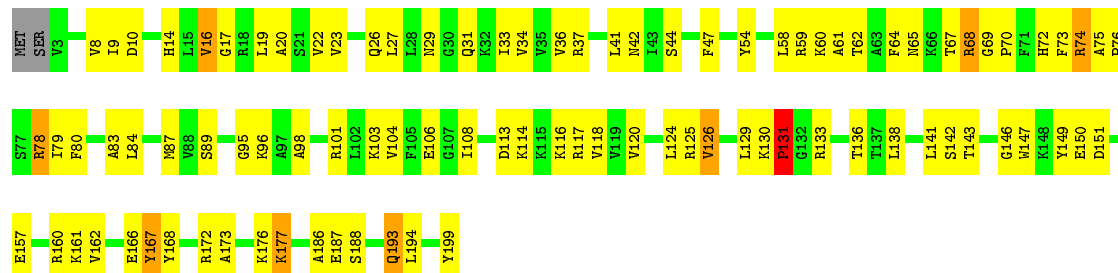 MET SER V3 V8 I9 D10 H14 L15 V16 G17 R18 L19 A20 S21 V22 V23 Q26 L27 L28 N29 G30 Q31 K32 I33 V34 V35 V36 R37 L41 N42 I43 S44 F47 Y54 L58 R59 K60 A61 T62 A63 F64 N65 K66 T67 R68 G69 P70 F71 H72 F73 R74 A75 P76
S77 R78 I79 F80 A83 L84 M87 V88 S89 G95 K96 A97 A98 R101 L102 K103 V104 F105 E106 G107 I108 D113 K114 K115 K116 R117 V118 V119 V120 L124 R125 V126 L129 K130 P131 G132 R133 T136 T137 L138 L141 S142 T143 G146 W147 K148 Y149 E150 D151
E157 R160 K161 V162 E166 Y167 Y168 R172 A173 K176 K177 A186 E187 S188 Q193 L194 Y199